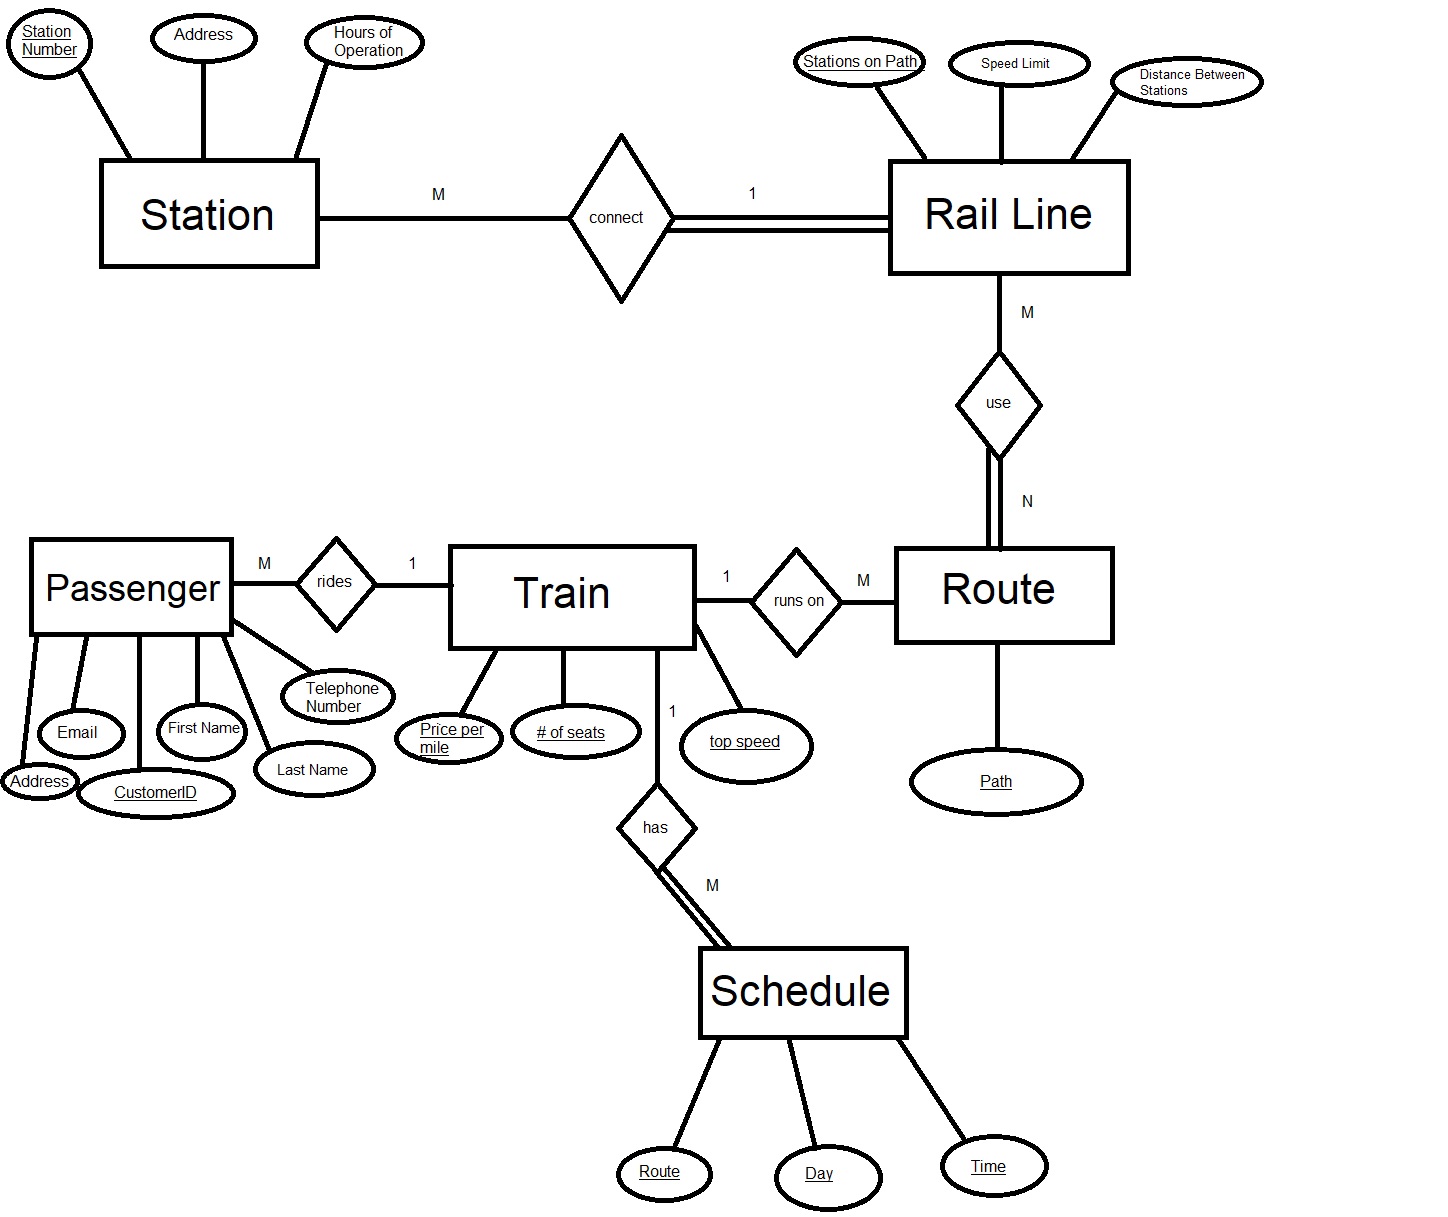 Station
Number
Address
Hours of
Operation
Stations on Path
Speed Limit
Distance Between
Stations
Station
M
connect
1
Rail Line
M
use
N
Passenger
M
rides
1
Train
1
runs on
M
Route
Telephone
Number
Email
First Name
Last Name
Address
CustomerID
Price per
mile
# of seats
1
top speed
Path
has
M
Schedule
Route
Day
Time